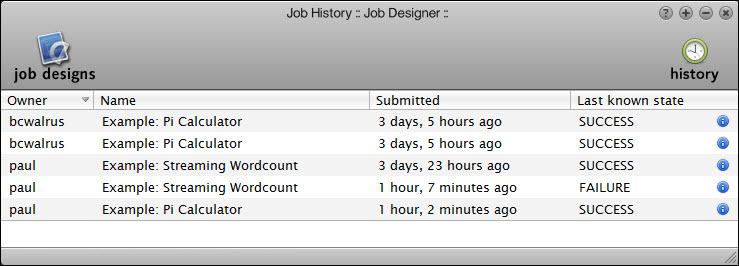 Job History :: Job Designer ::
job designs
history
Owner Name Submitted Last known state
bcwalrus Example: Pi Calculator 3 days, 5 hours ago SUCCESS
bcwalrus Example: Pi Calculator 3 days, 5 hours ago SUCCESS
paul Example: Streaming Wordcount 3 days, 23 hours ago SUCCESS
paul Example: Streaming Wordcount 1 hour, 7 minutes ago FAILURE
paul Example: Pi Calculator 1 hour, 2 minutes ago SUCCESS